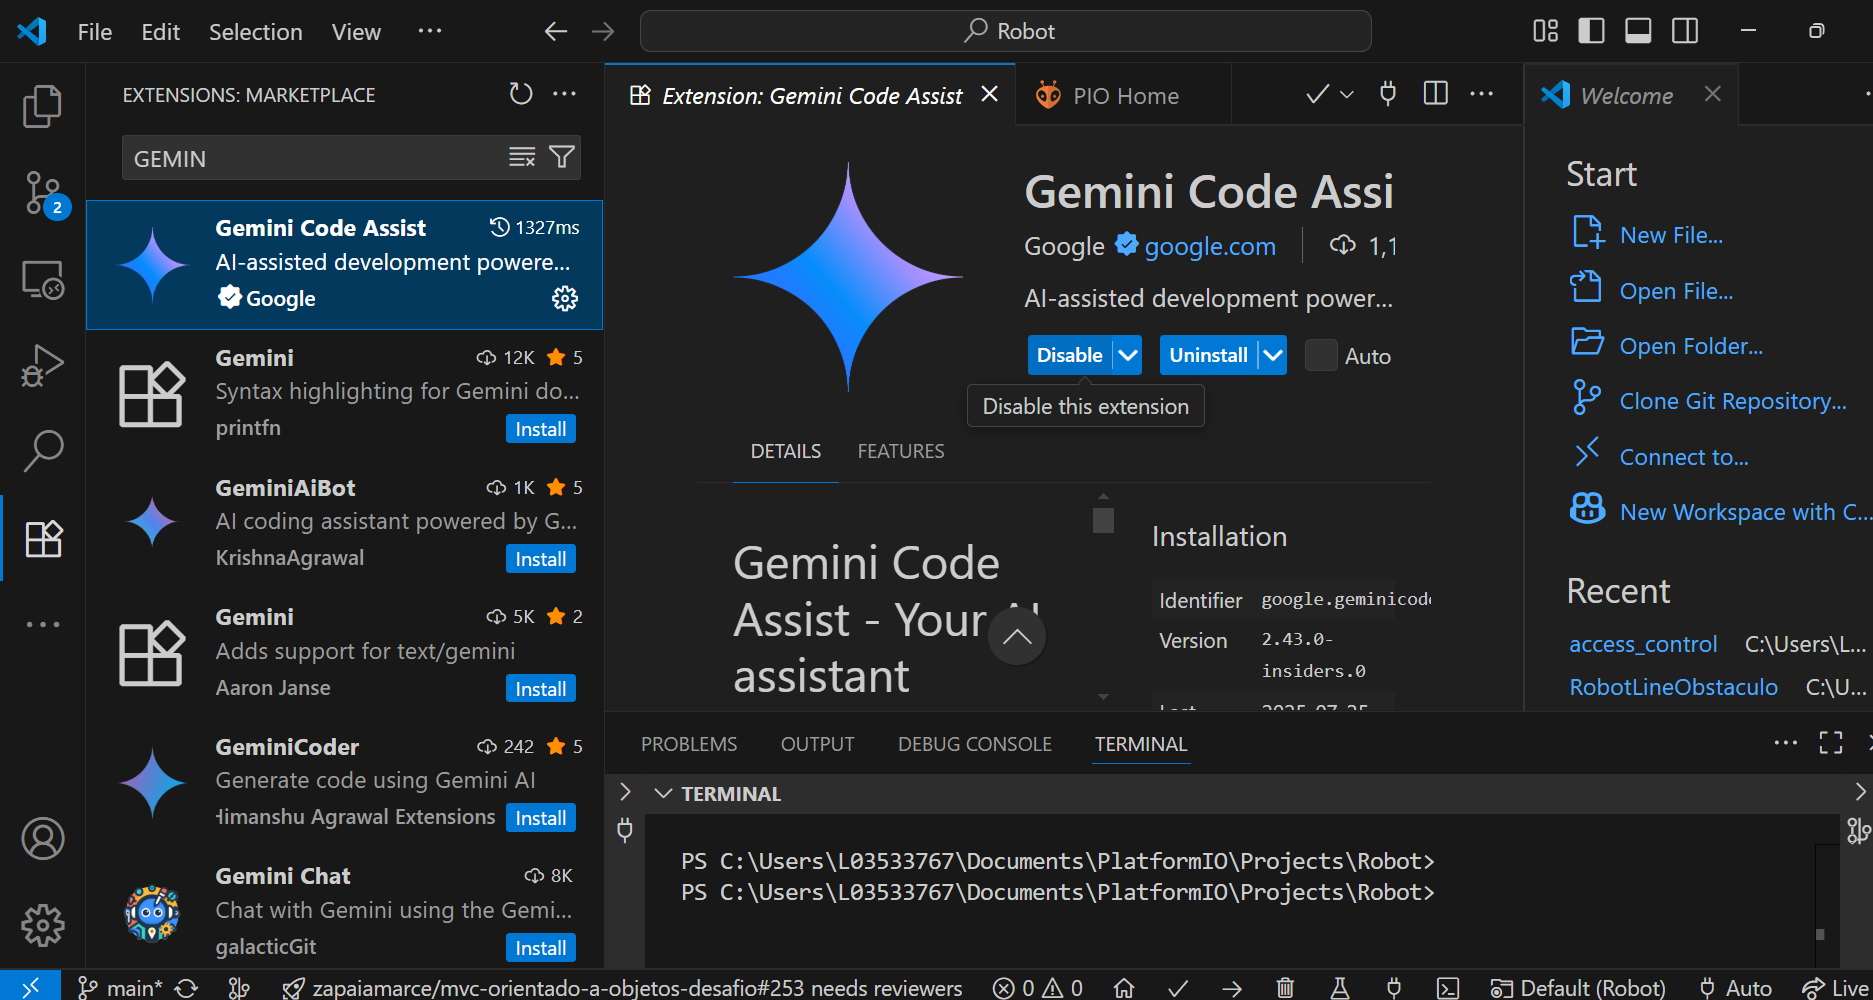 File Edit Selection View ··· Robot
EXTENSIONS: MARKETPLACE
GEMIN
Gemini Code Assist 1327ms
AI-assisted development powere...
Google
Gemini 12K 5
Syntax highlighting for Gemini do...
printfn Install
GeminiAiBot 1K 5
AI coding assistant powered by G...
KrishnaAgrawal Install
Gemini 5K 2
Adds support for text/gemini
Aaron Janse Install
GeminiCoder 242 5
Generate code using Gemini AI
Himanshu Agrawal Extensions Install
Gemini Chat 8K
Chat with Gemini using the Gemi...
galacticGit Install
2
Extension: Gemini Code Assist PIO Home
Gemini Code Assi
Google google.com 1,1
AI-assisted development power...
Disable Uninstall Auto
Disable this extension
DETAILS FEATURES
Gemini Code
Assist - Your AI
assistant
Installation
Identifier google.geminicode
Version 2.43.0-
insiders.0
Last 2025-07-25
Welcome
Start
New File...
Open File...
Open Folder...
Clone Git Repository...
Connect to...
New Workspace with C...
Recent
access_control C:\Users\L...
RobotLineObstaculo C:\U...
PROBLEMS OUTPUT DEBUG CONSOLE TERMINAL
TERMINAL
PS C:\Users\L03533767\Documents\PlatformIO\Projects\Robot>
PS C:\Users\L03533767\Documents\PlatformIO\Projects\Robot>
main* zapaiamarce/mvc-orientado-a-objetos-desafio#253 needs reviewers 0 0 Default (Robot) Auto Live